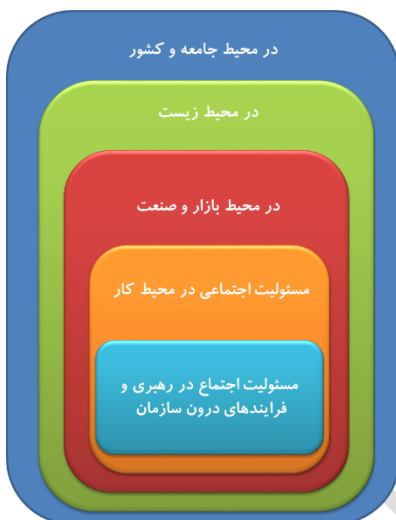 در محیط جامعه و کشور
در محیط زیست
در محیط بازار و صنعت
مسئولیت اجتماعی در محیط کار
مسئولیت اجتماع در رهبری و
فرایندهای درون سازمان